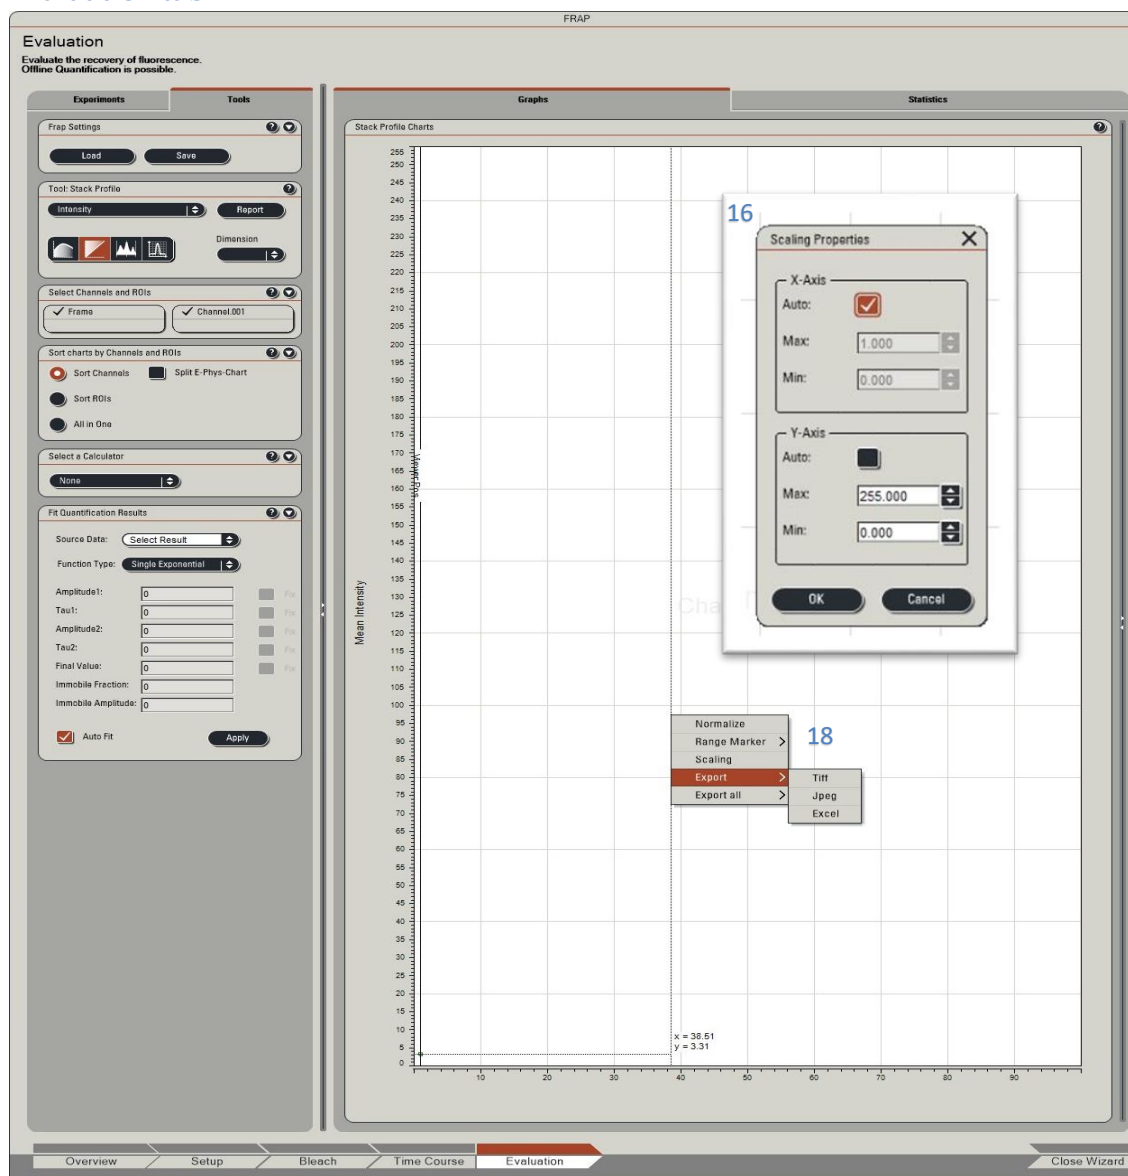 FRAP
Evaluation
Evaluate the recovery of fluorescence.
Offline Quantification is possible.
Experiments
Tools
Frap Settings
Load
Save
Tool: Stack Profile
Intensity
Report
Dimension
Select Channels and ROIs
Frame
Channel.001
Sort charts by Channels and ROIs
Sort Channels
Split E-Phys-Chart
Sort ROIs
All in One
Select a Calculator
None
Fit Quantification Results
Source Data: Select Result
Function Type: Single Exponential
Amplitude1: 0 Fix
Tau1: 0 Fix
Amplitude2: 0 Fix
Tau2: 0 Fix
Final Value: 0 Fix
Immobile Fraction: 0
Immobile Amplitude: 0
Auto Fit
Apply
Graphs
Statistics
Stack Profile Charts
255
250
245
240
235
230
225
220
215
210
205
200
195
190
185
180
175
170
165
160
155
150
145
140
135
130
125
120
115
110
105
100
95
90
85
80
75
70
65
60
55
50
45
40
35
30
25
20
15
10
5
0
Mean Intensity
Cha
16
Scaling Properties
X-Axis
Auto:
Max: 1.000
Min: 0.000
Y-Axis
Auto:
Max: 255.000
Min: 0.000
OK
Cancel
Normalize
Range Marker
Scaling
Export
Export all
18
Tiff
Jpeg
Excel
x = 38.51
y = 3.31
10 20 30 40 50 60 70 80 90
Overview
Setup
Bleach
Time Course
Evaluation
Close Wizard